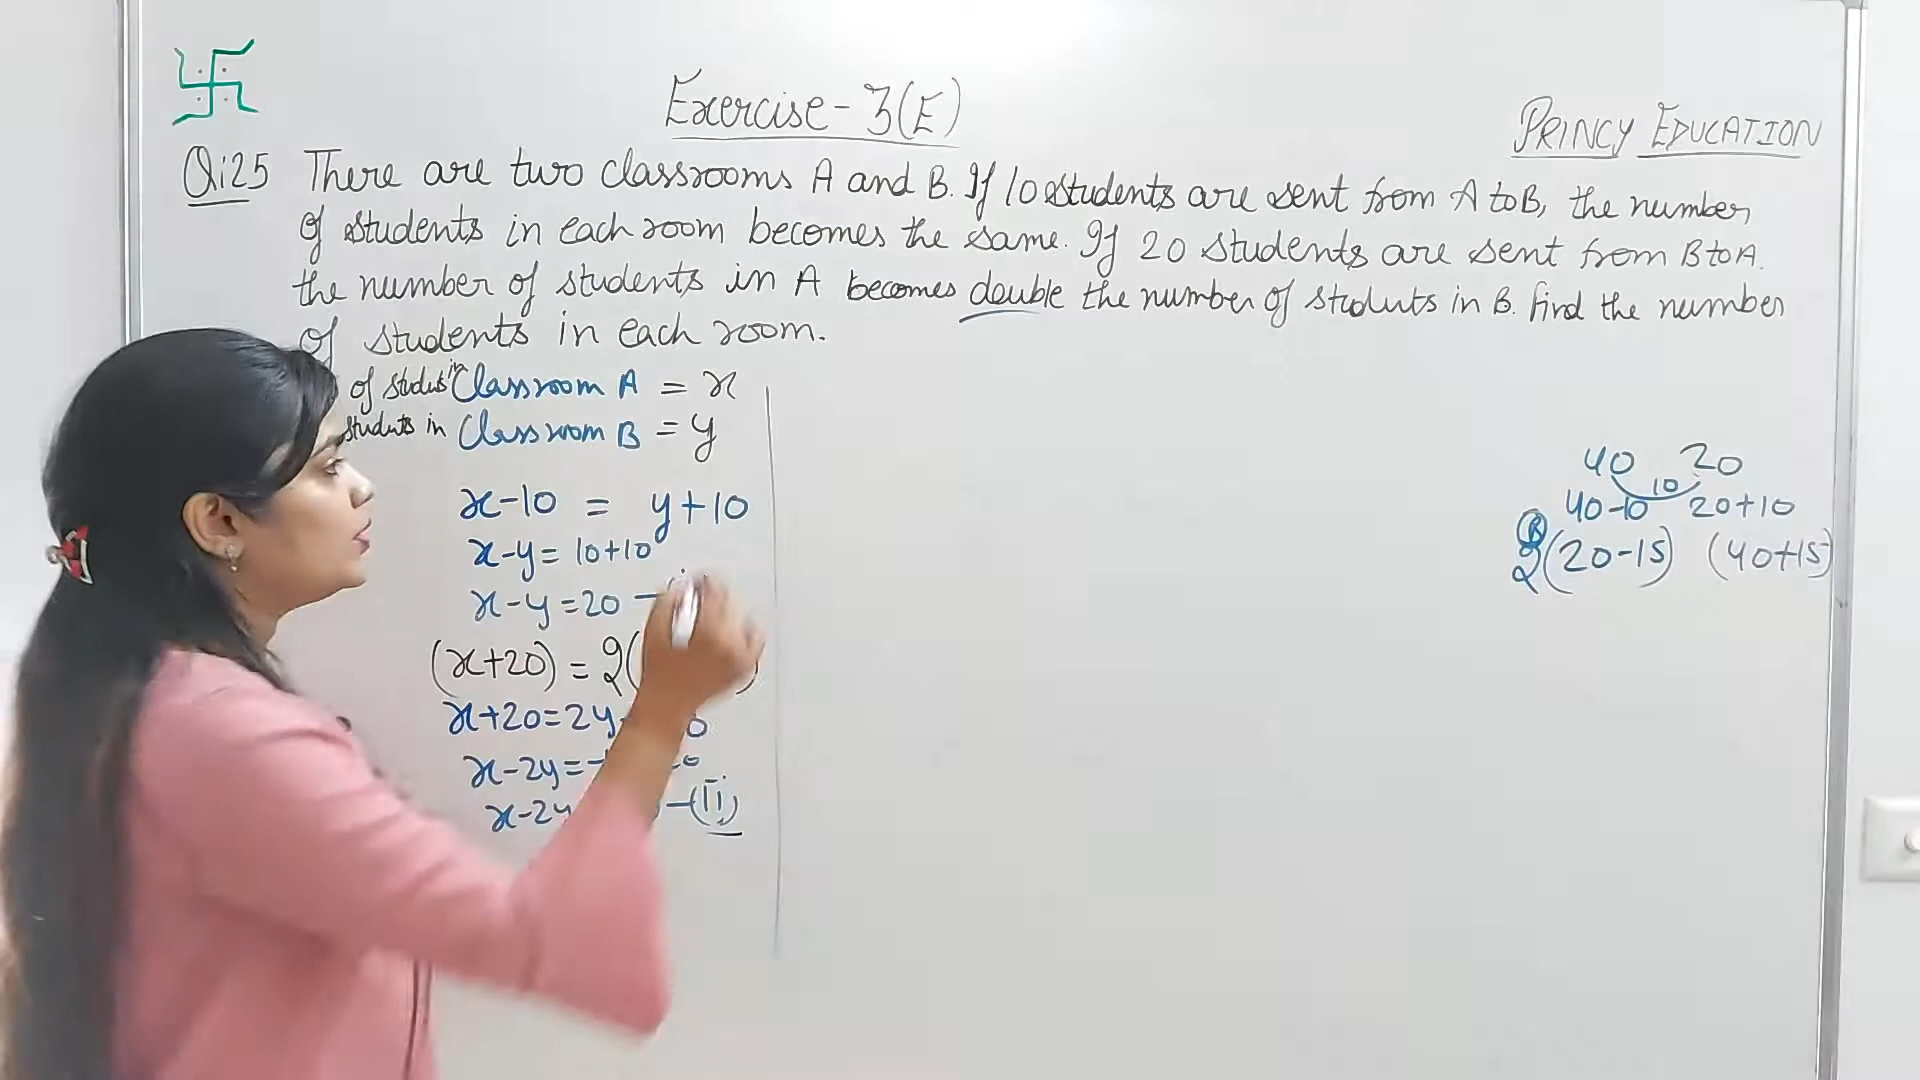 Exercise - 3(E)
PRINCY EDUCATION
Q:25 There are two classrooms A and B. If 10 students are sent from A to B, the number
of students in each room becomes the same. If 20 students are sent from B to A.
the number of students in A becomes double the number of studuts in B. find the number
of students in each room.
of studuts in Classroom A = x
students in Classroom B = y
x-10 = y+10
x-y = 10+10
x-y = 20
(x+20) = 2(
x+20=2y
x-2y=-
x-2y -(ii)
40 20
10
40-10 20+10
2(20-15) (40+15)